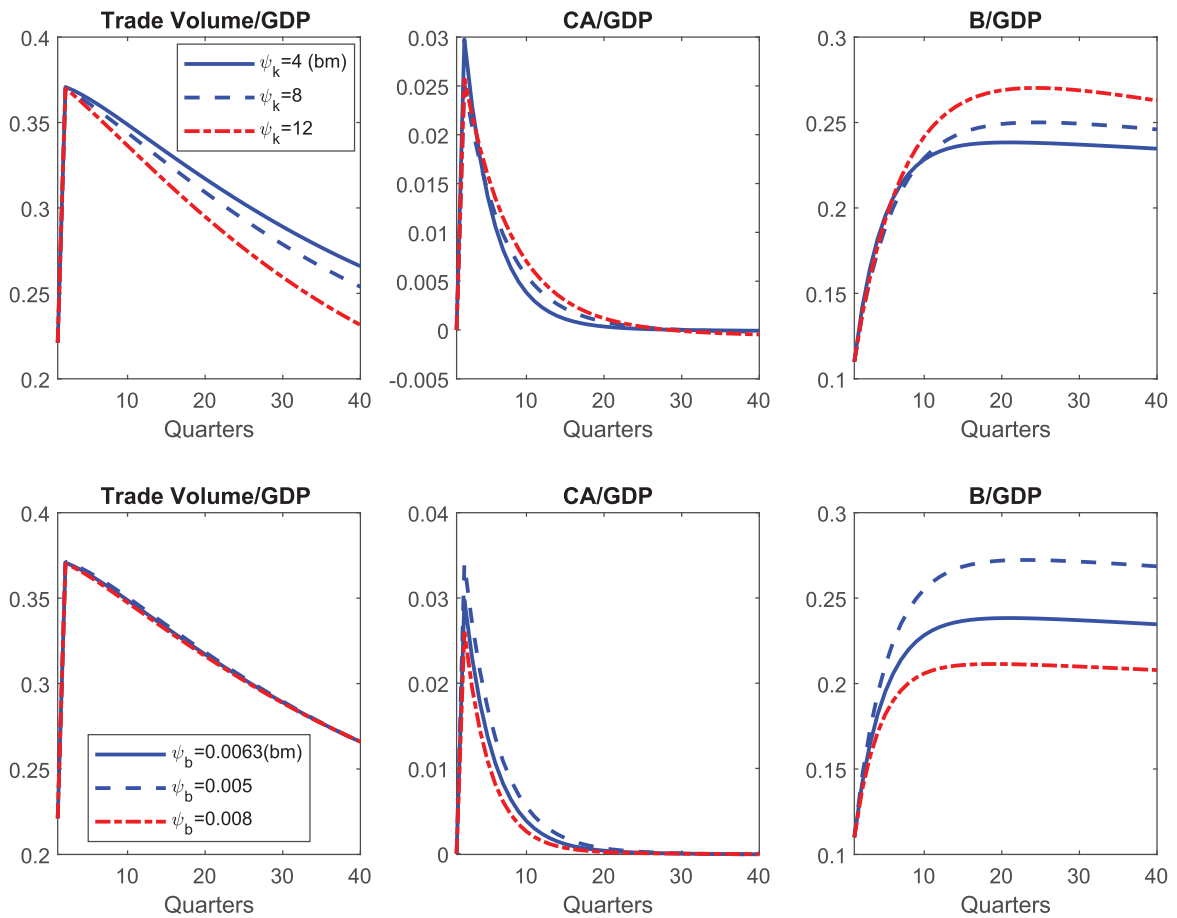 Trade Volume/GDP
0.4
0.35
0.3
0.25
0.2
ψk=4 (bm)
ψk=8
ψk=12
10 20 30 40
Quarters
CA/GDP
0.03
0.025
0.02
0.015
0.01
0.005
0
-0.005
10 20 30 40
Quarters
B/GDP
0.3
0.25
0.2
0.15
0.1
10 20 30 40
Quarters
Trade Volume/GDP
0.4
0.35
0.3
0.25
0.2
ψb=0.0063(bm)
ψb=0.005
ψb=0.008
10 20 30 40
Quarters
CA/GDP
0.04
0.03
0.02
0.01
0
10 20 30 40
Quarters
B/GDP
0.3
0.25
0.2
0.15
0.1
10 20 30 40
Quarters